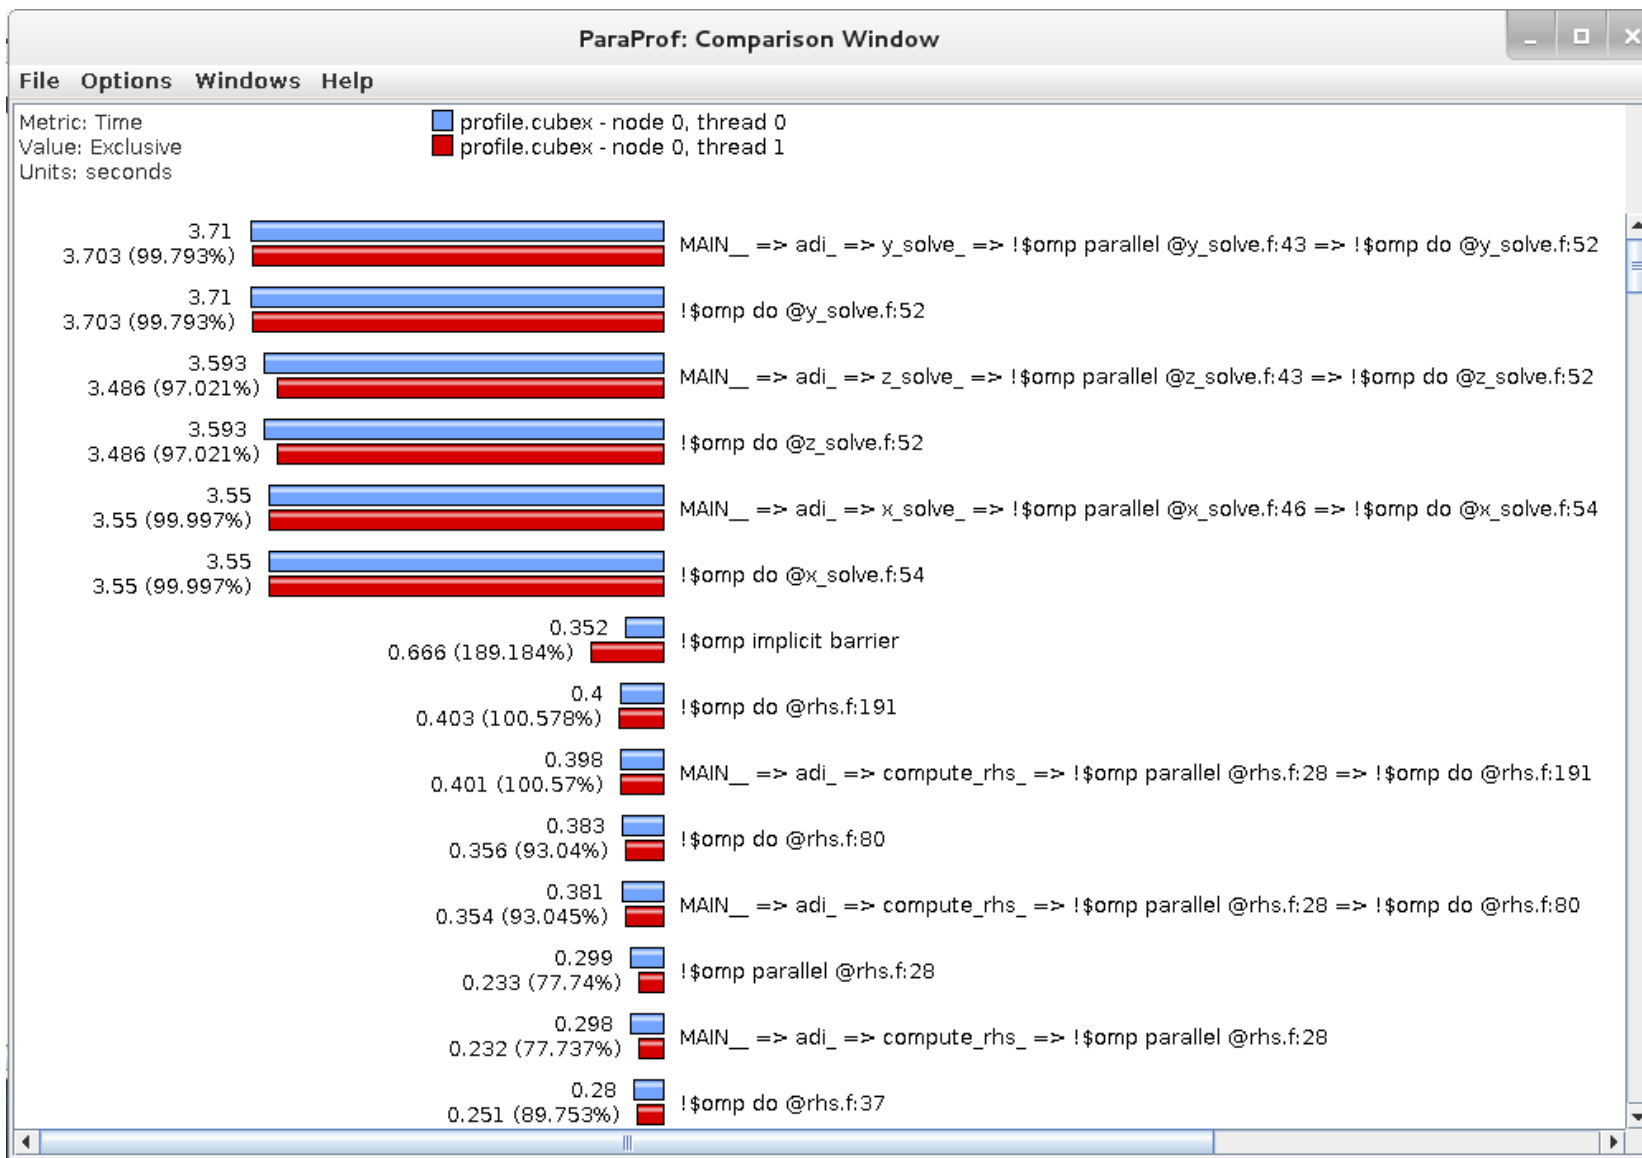 ParaProf: Comparison Window
File Options Windows Help
Metric: Time
Value: Exclusive
Units: seconds
profile.cubex - node 0, thread 0
profile.cubex - node 0, thread 1
3.71
3.703 (99.793%)
MAIN__ => adi_ => y_solve_ => !$omp parallel @y_solve.f:43 => !$omp do @y_solve.f:52
3.71
3.703 (99.793%)
!$omp do @y_solve.f:52
3.593
3.486 (97.021%)
MAIN__ => adi_ => z_solve_ => !$omp parallel @z_solve.f:43 => !$omp do @z_solve.f:52
3.593
3.486 (97.021%)
!$omp do @z_solve.f:52
3.55
3.55 (99.997%)
MAIN__ => adi_ => x_solve_ => !$omp parallel @x_solve.f:46 => !$omp do @x_solve.f:54
3.55
3.55 (99.997%)
!$omp do @x_solve.f:54
0.352
0.666 (189.184%)
!$omp implicit barrier
0.4
0.403 (100.578%)
!$omp do @rhs.f:191
0.398
0.401 (100.57%)
MAIN__ => adi_ => compute_rhs_ => !$omp parallel @rhs.f:28 => !$omp do @rhs.f:191
0.383
0.356 (93.04%)
!$omp do @rhs.f:80
0.381
0.354 (93.045%)
MAIN__ => adi_ => compute_rhs_ => !$omp parallel @rhs.f:28 => !$omp do @rhs.f:80
0.299
0.233 (77.74%)
!$omp parallel @rhs.f:28
0.298
0.232 (77.737%)
MAIN__ => adi_ => compute_rhs_ => !$omp parallel @rhs.f:28
0.28
0.251 (89.753%)
!$omp do @rhs.f:37